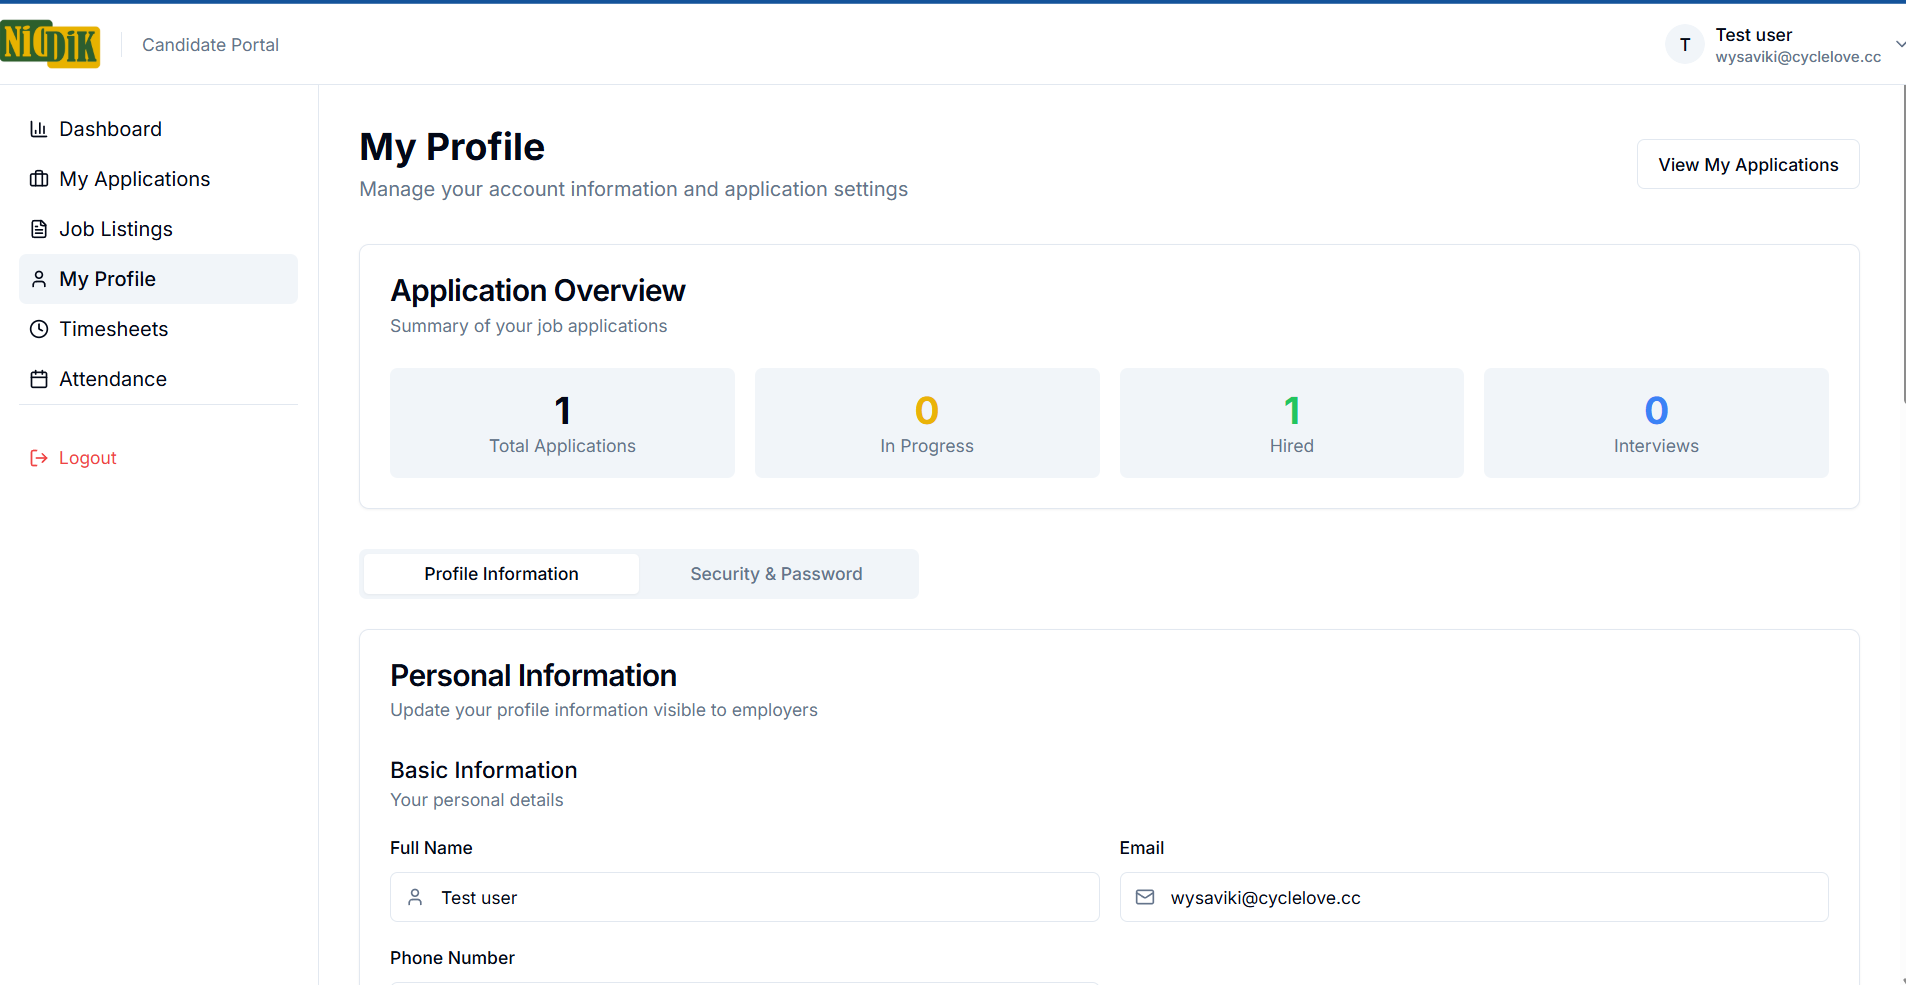 NiCDiK
Candidate Portal
T
Test user
wysaviki@cyclelove.cc
Dashboard
My Applications
Job Listings
My Profile
Timesheets
Attendance
Logout
My Profile
Manage your account information and application settings
View My Applications
Application Overview
Summary of your job applications
1
Total Applications
0
In Progress
1
Hired
0
Interviews
Profile Information
Security & Password
Personal Information
Update your profile information visible to employers
Basic Information
Your personal details
Full Name
Test user
Email
wysaviki@cyclelove.cc
Phone Number